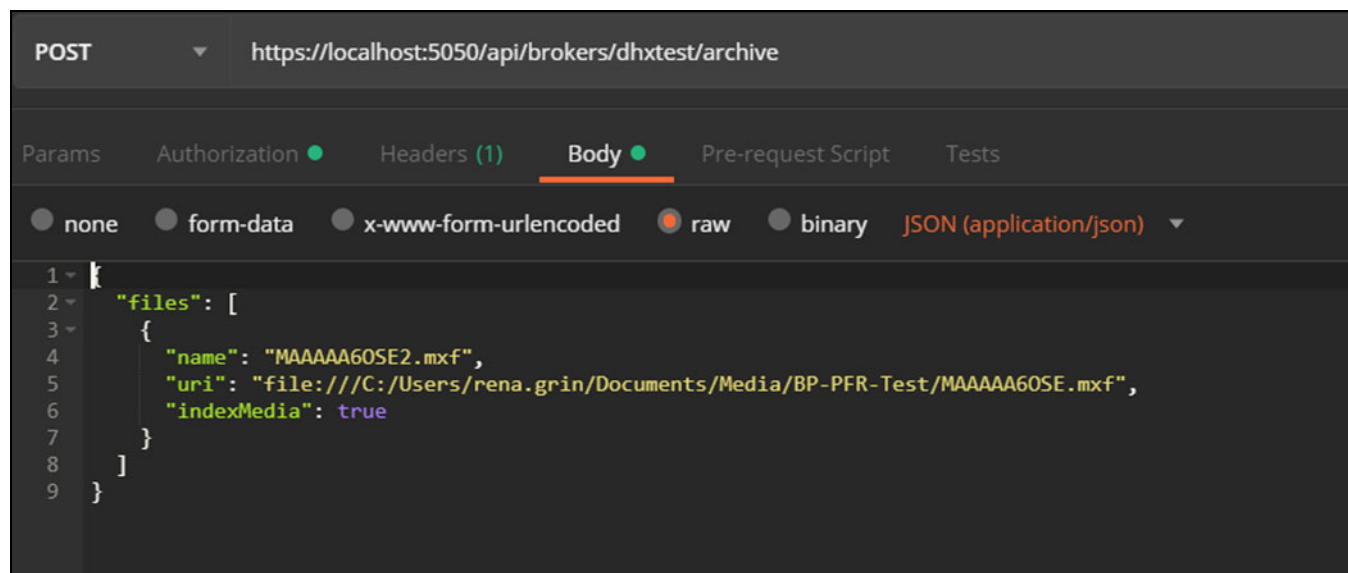 POST https://localhost:5050/api/brokers/dhxtest/archive
Params Authorization Headers (1) Body Pre-request Script Tests
none form-data x-www-form-urlencoded raw binary JSON (application/json)
1 {
2 "files": [
3 {
4 "name": "MAAAAA6OSE2.mxf",
5 "uri": "file:///C:/Users/rena.grin/Documents/Media/BP-PFR-Test/MAAAAA6OSE.mxf",
6 "indexMedia": true
7 }
8 ]
9 }